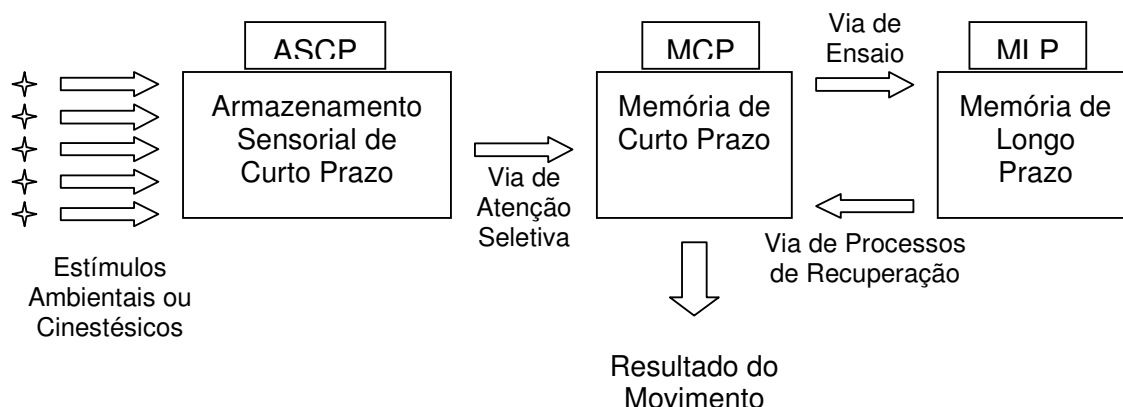 ASCP
MCP
Via de
Ensaio
MLP
Armazenamento
Sensorial de
Curto Prazo
Via de
Atenção
Seletiva
Memória de
Curto Prazo
Memória de
Longo
Prazo
Via de Processos
de Recuperação
Estímulos
Ambientais ou
Cinestésicos
Resultado do
Movimento